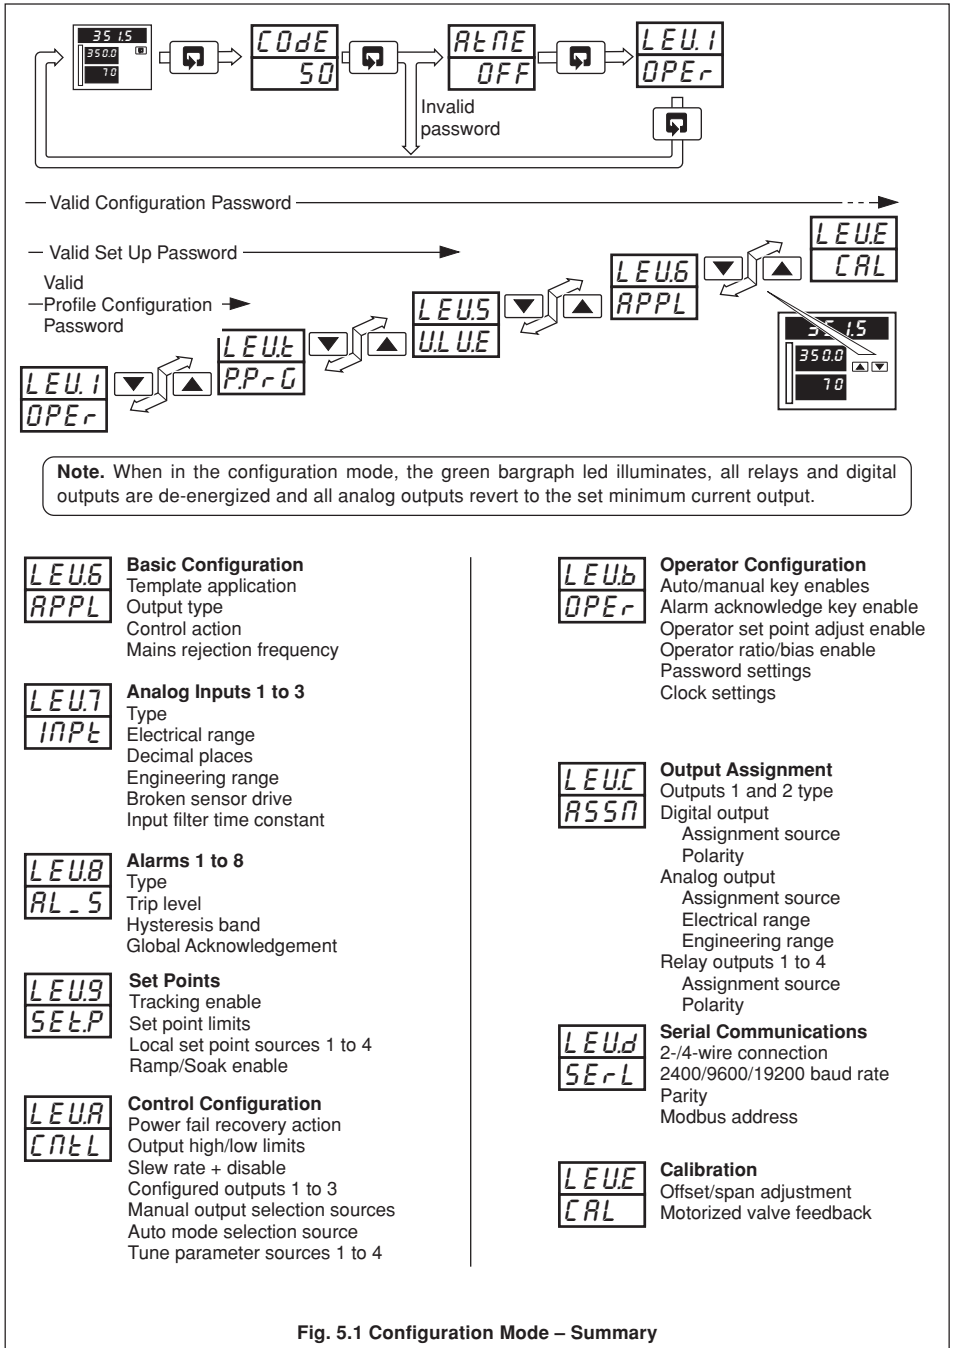 351.5
350.0
70
COdE
50
AtNE
OFF
LEV.1
OPEr
Invalid
password
Valid Configuration Password
Valid Set Up Password
Valid
Profile Configuration
Password
LEV.1
OPEr
LEV.t
P.PrG
LEV.5
V.LV.E
LEV.6
APPL
LEV.E
CAL
351.5
350.0
70
Note. When in the configuration mode, the green bargraph led illuminates, all relays and digital
outputs are de-energized and all analog outputs revert to the set minimum current output.
LEV.6
APPL
Basic Configuration
Template application
Output type
Control action
Mains rejection frequency
LEV.7
INPt
Analog Inputs 1 to 3
Type
Electrical range
Decimal places
Engineering range
Broken sensor drive
Input filter time constant
LEV.8
AL_S
Alarms 1 to 8
Type
Trip level
Hysteresis band
Global Acknowledgement
LEV.9
SEt.P
Set Points
Tracking enable
Set point limits
Local set point sources 1 to 4
Ramp/Soak enable
LEV.A
CNtL
Control Configuration
Power fail recovery action
Output high/low limits
Slew rate + disable
Configured outputs 1 to 3
Manual output selection sources
Auto mode selection source
Tune parameter sources 1 to 4
LEV.b
OPEr
Operator Configuration
Auto/manual key enables
Alarm acknowledge key enable
Operator set point adjust enable
Operator ratio/bias enable
Password settings
Clock settings
LEV.C
ASSN
Output Assignment
Outputs 1 and 2 type
Digital output
Assignment source
Polarity
Analog output
Assignment source
Electrical range
Engineering range
Relay outputs 1 to 4
Assignment source
Polarity
LEV.d
SErL
Serial Communications
2-/4-wire connection
2400/9600/19200 baud rate
Parity
Modbus address
LEV.E
CAL
Calibration
Offset/span adjustment
Motorized valve feedback
Fig. 5.1 Configuration Mode – Summary